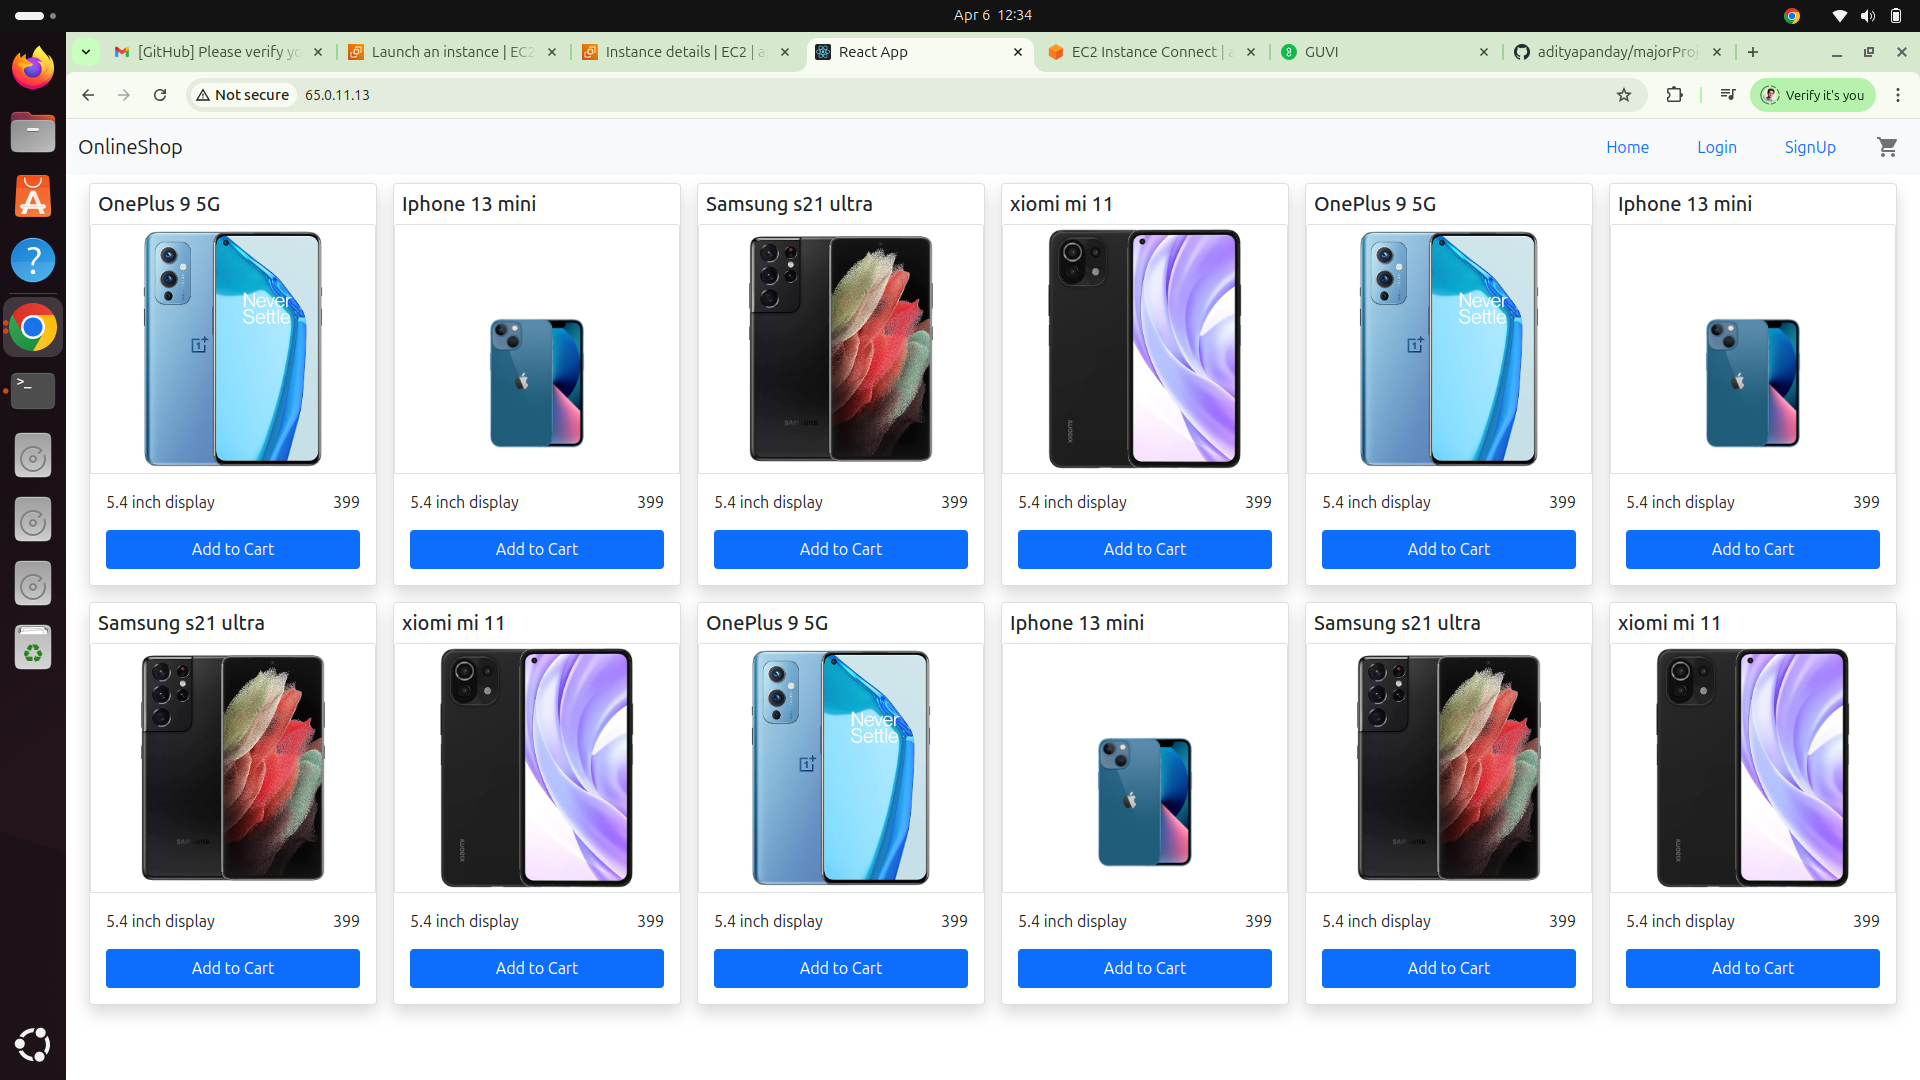 Apr 6 12:34
[GitHub] Please verify yo
Launch an instance | EC2
Instance details | EC2 | a
React App
EC2 Instance Connect | a
GUVI
adityapanday/majorProj
Not secure
65.0.11.13
Verify it's you
OnlineShop
Home
Login
SignUp
OnePlus 9 5G
Iphone 13 mini
Samsung s21 ultra
xiomi mi 11
OnePlus 9 5G
Iphone 13 mini
Never
Settle
SAMSUNG
xiaomi
Never
Settle
5.4 inch display 399
5.4 inch display 399
5.4 inch display 399
5.4 inch display 399
5.4 inch display 399
5.4 inch display 399
Add to Cart
Add to Cart
Add to Cart
Add to Cart
Add to Cart
Add to Cart
Samsung s21 ultra
xiomi mi 11
OnePlus 9 5G
Iphone 13 mini
Samsung s21 ultra
xiomi mi 11
SAMSUNG
xiaomi
Never
Settle
SAMSUNG
xiaomi
5.4 inch display 399
5.4 inch display 399
5.4 inch display 399
5.4 inch display 399
5.4 inch display 399
5.4 inch display 399
Add to Cart
Add to Cart
Add to Cart
Add to Cart
Add to Cart
Add to Cart